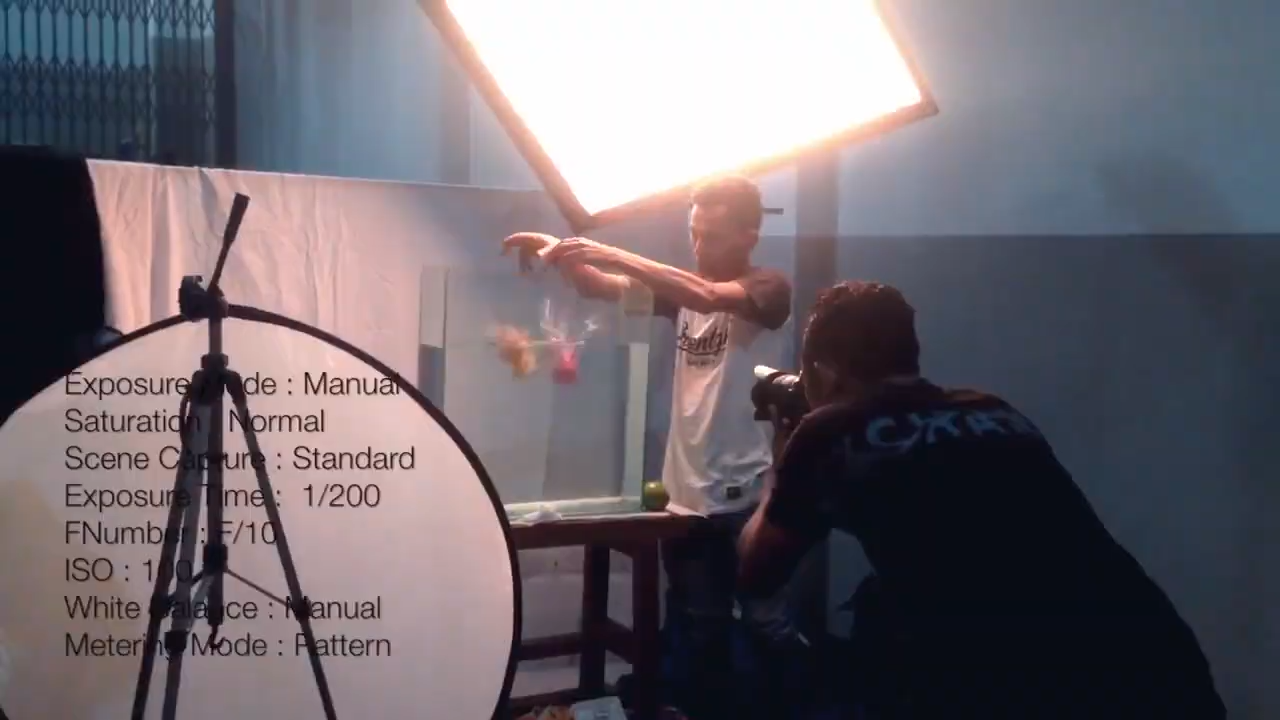 Exposure Mode : Manual
Saturation : Normal
Scene Capture : Standard
Exposure Time : 1/200
FNumber : F/10
ISO : 100
White Balance : Manual
Metering Mode : Pattern